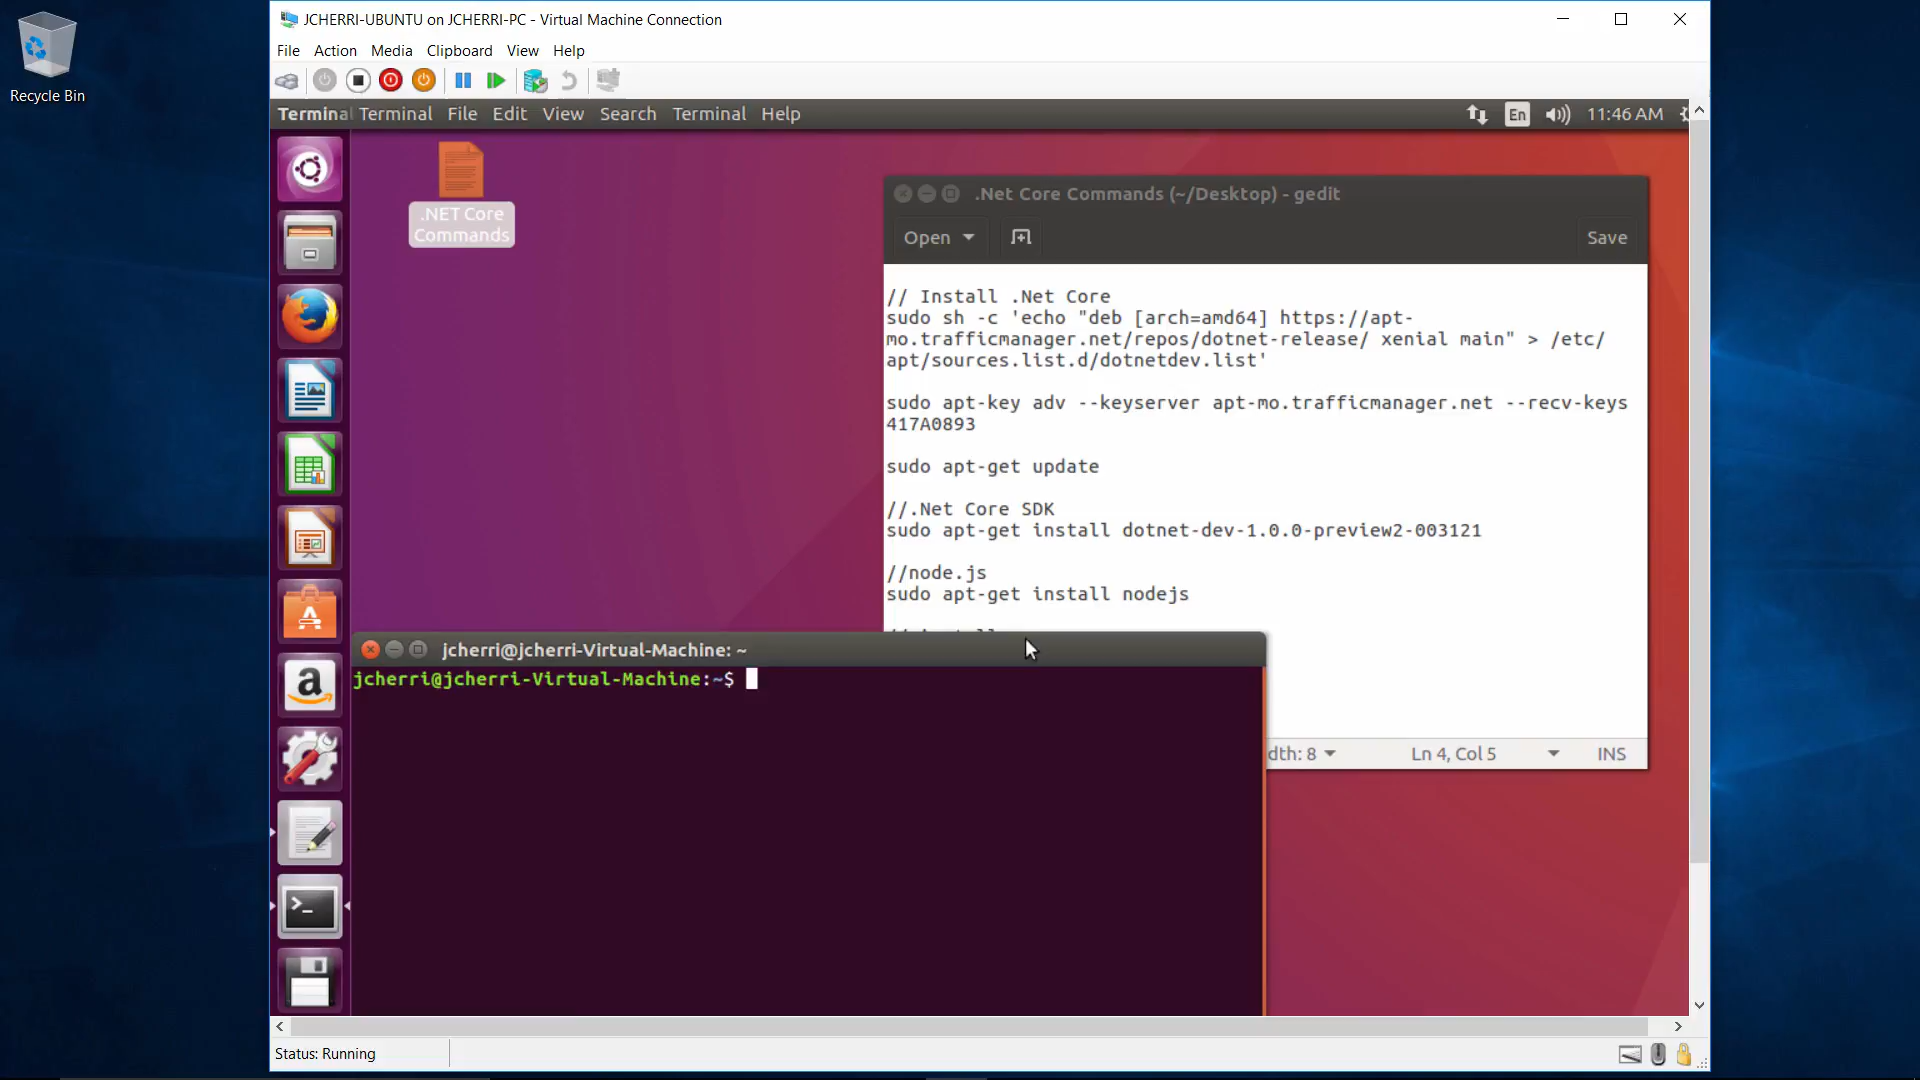 Recycle Bin
JCHERRI-UBUNTU on JCHERRI-PC - Virtual Machine Connection
File Action Media Clipboard View Help
Terminal Terminal File Edit View Search Terminal Help
En 11:46 AM
.NET Core
Commands
.Net Core Commands (~/Desktop) - gedit
Open Save
// Install .Net Core
sudo sh -c 'echo "deb [arch=amd64] https://apt-
mo.trafficmanager.net/repos/dotnet-release/ xenial main" > /etc/
apt/sources.list.d/dotnetdev.list'
sudo apt-key adv --keyserver apt-mo.trafficmanager.net --recv-keys
417A0893
sudo apt-get update
//.Net Core SDK
sudo apt-get install dotnet-dev-1.0.0-preview2-003121
//node.js
sudo apt-get install nodejs
dth: 8 Ln 4, Col 5 INS
jcherri@jcherri-Virtual-Machine: ~
jcherri@jcherri-Virtual-Machine:~$
Status: Running